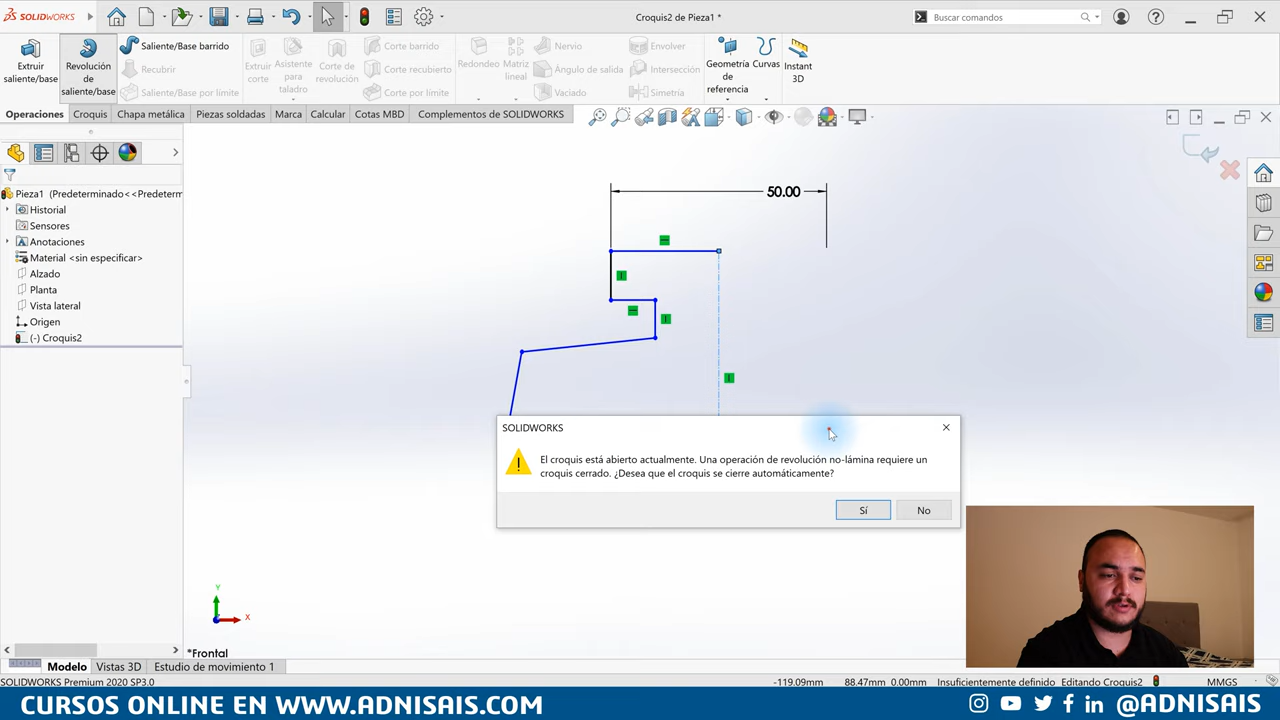 SOLIDWORKS
Croquis2 de Pieza1 *
Buscar comandos
Extruir saliente/base
Revolución de saliente/base
Saliente/Base barrido
Recubrir
Saliente/Base por límite
Extruir corte
Asistente para taladro
Corte de revolución
Corte barrido
Corte recubierto
Corte por límite
Redondeo
Matriz lineal
Nervio
Ángulo de salida
Vaciado
Envolver
Intersección
Simetría
Geometría de referencia
Curvas
Instant 3D
Operaciones
Croquis
Chapa metálica
Piezas soldadas
Marca
Calcular
Cotas MBD
Complementos de SOLIDWORKS
Pieza1 (Predeterminado<<Predeterm
Historial
Sensores
Anotaciones
Material <sin especificar>
Alzado
Planta
Vista lateral
Origen
(-) Croquis2
50.00
SOLIDWORKS
El croquis está abierto actualmente. Una operación de revolución no-lámina requiere un
croquis cerrado. ¿Desea que el croquis se cierre automáticamente?
Sí
No
Y
X
*Frontal
Modelo
Vistas 3D
Estudio de movimiento 1
SOLIDWORKS Premium 2020 SP3.0
-119.09mm
88.47mm 0.00mm
Insuficientemente definido
Editando Croquis2
MMGS
CURSOS ONLINE EN WWW.ADNISAIS.COM
@ADNISAIS